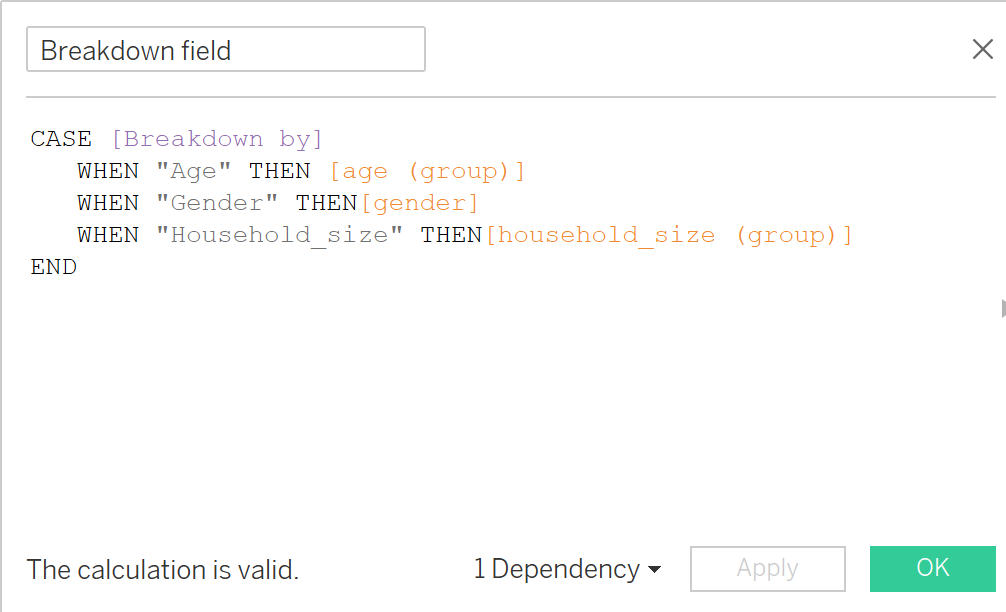 Breakdown field
CASE [Breakdown by]
WHEN "Age" THEN [age (group)]
WHEN "Gender" THEN[gender]
WHEN "Household_size" THEN[household_size (group)]
END
The calculation is valid. 1 Dependency Apply OK